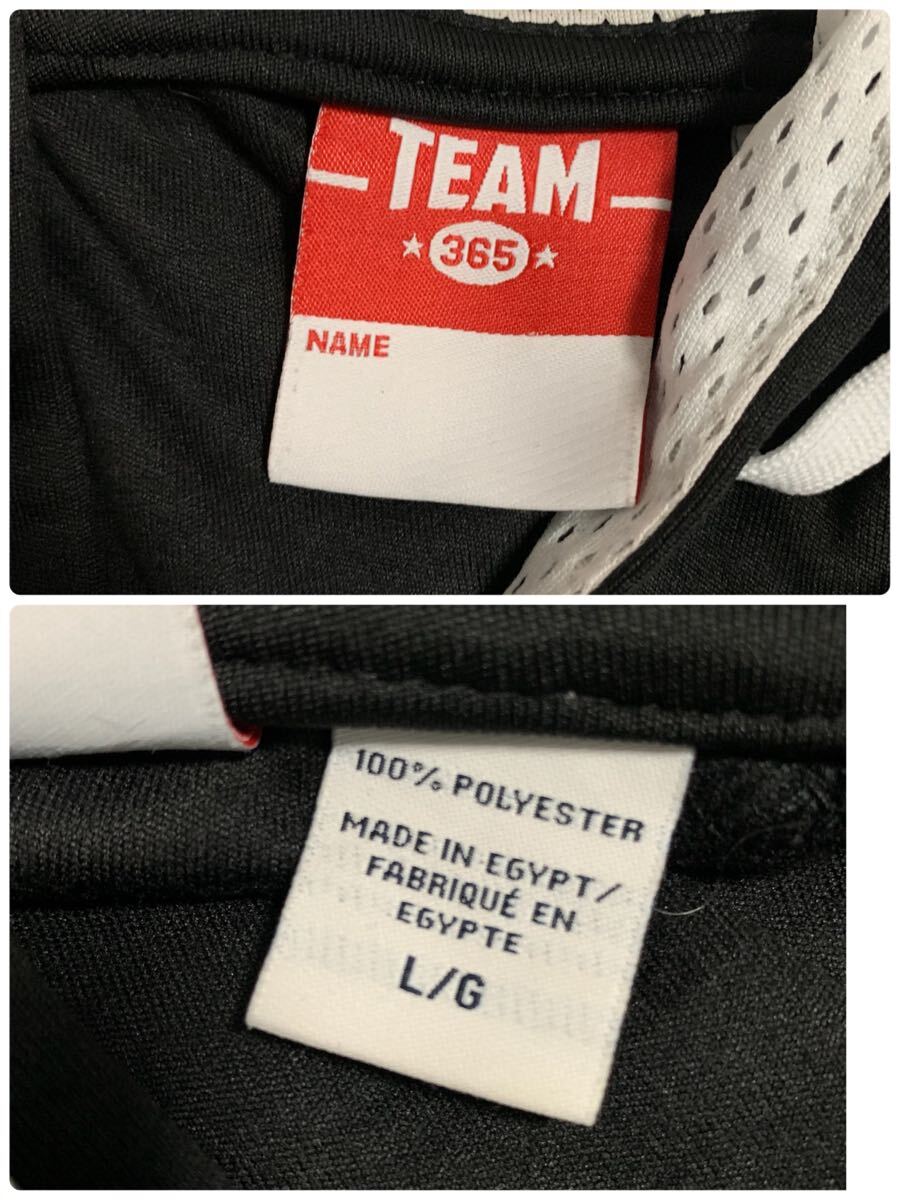 TEAM
365
NAME
100% POLYESTER
MADE IN EGYPT/
FABRIQUÉ EN
EGYPTE
L/G